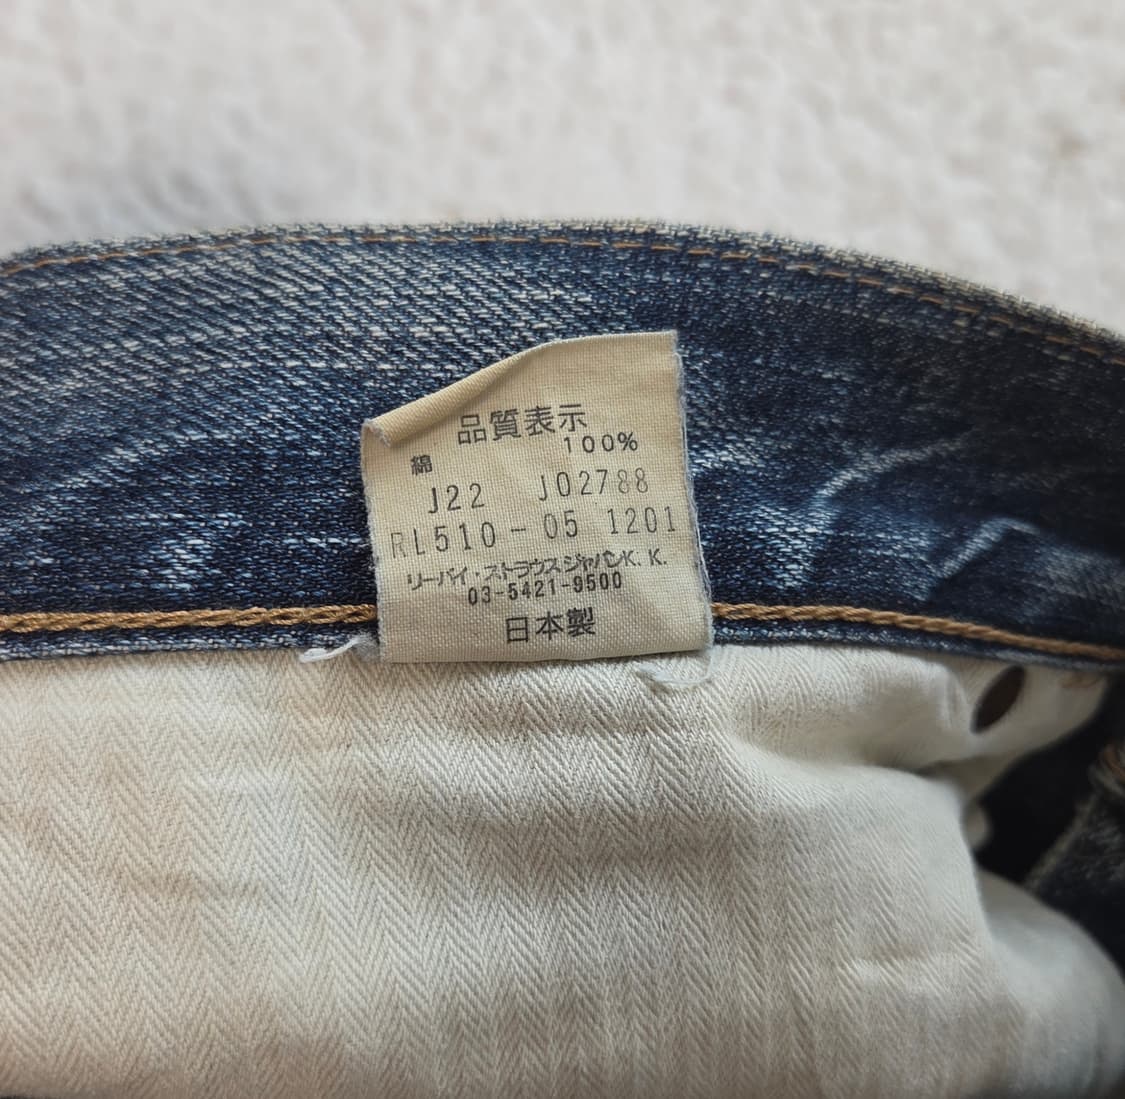 品質表示
綿 100%
J22 J02788
RL510-05 1201
リーバイ・ストラウスジャパンK.K.
03-5421-9500
日本製